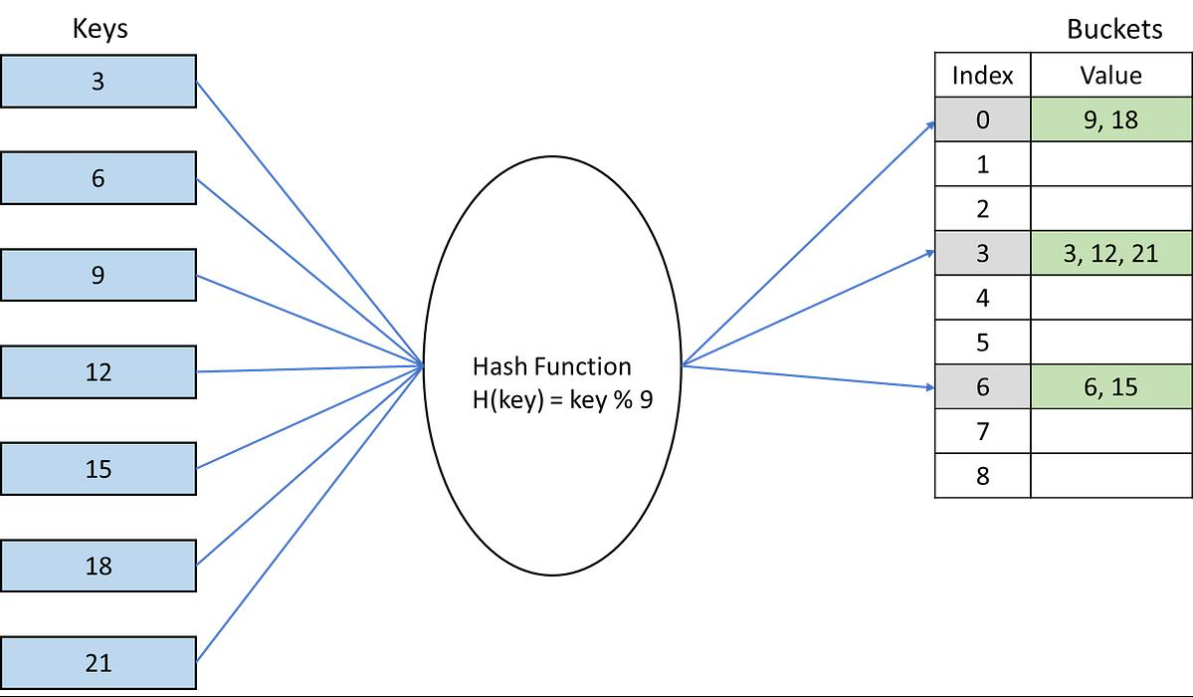 Keys
3
6
9
12
15
18
21
Hash Function
H(key) = key % 9
Buckets
Index Value
0 9, 18
1
2
3 3, 12, 21
4
5
6 6, 15
7
8